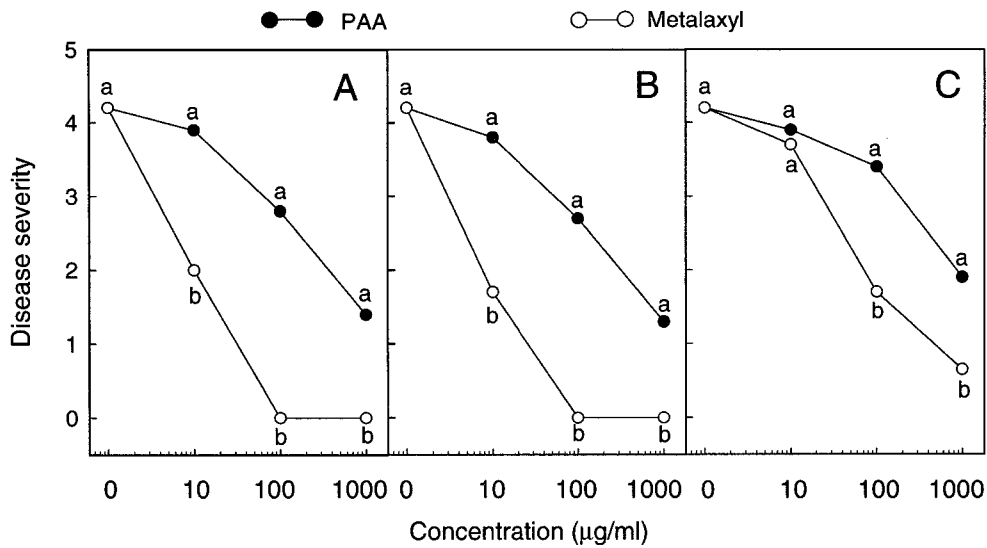 PAA Metalaxyl
A B C
5
4
3
2
1
0
Disease severity
a a a a b b b
a a a a b b b
a a a a a b b
0 10 100 1000 0 10 100 1000 0 10 100 1000
Concentration (μg/ml)